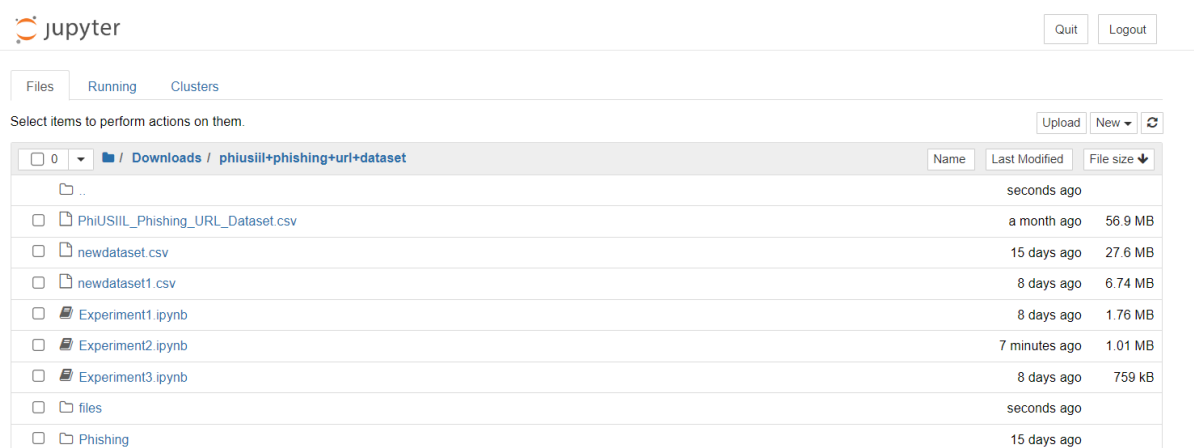 jupyter Quit Logout
Files Running Clusters
Select items to perform actions on them. Upload New
0 / Downloads / phiusiil+phishing+url+dataset Name Last Modified File size
.. seconds ago
PhiUSIIL_Phishing_URL_Dataset.csv a month ago 56.9 MB
newdataset.csv 15 days ago 27.6 MB
newdataset1.csv 8 days ago 6.74 MB
Experiment1.ipynb 8 days ago 1.76 MB
Experiment2.ipynb 7 minutes ago 1.01 MB
Experiment3.ipynb 8 days ago 759 kB
files seconds ago
Phishing 15 days ago